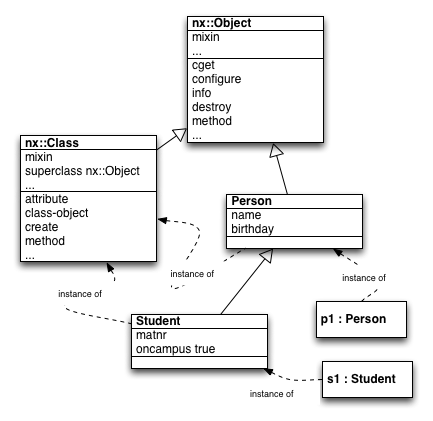 nx::Object
mixin
...
cget
configure
info
destroy
method
...
nx::Class
mixin
superclass nx::Object
...
attribute
class-object
create
method
...
Person
name
birthday
instance of
instance of
instance of
p1 : Person
Student
matnr
oncampus true
s1 : Student
instance of